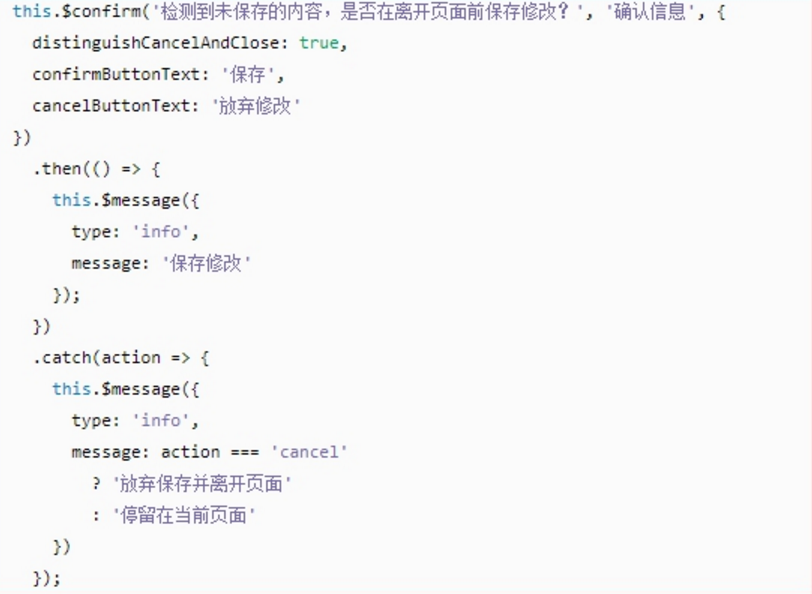 this.$confirm('检测到未保存的内容，是否在离开页面前保存修改？', '确认信息', {
  distinguishCancelAndClose: true,
  confirmButtonText: '保存',
  cancelButtonText: '放弃修改'
})
  .then(() => {
    this.$message({
      type: 'info',
      message: '保存修改'
    });
  })
  .catch(action => {
    this.$message({
      type: 'info',
      message: action === 'cancel'
        ? '放弃保存并离开页面'
        : '停留在当前页面'
    })
  });